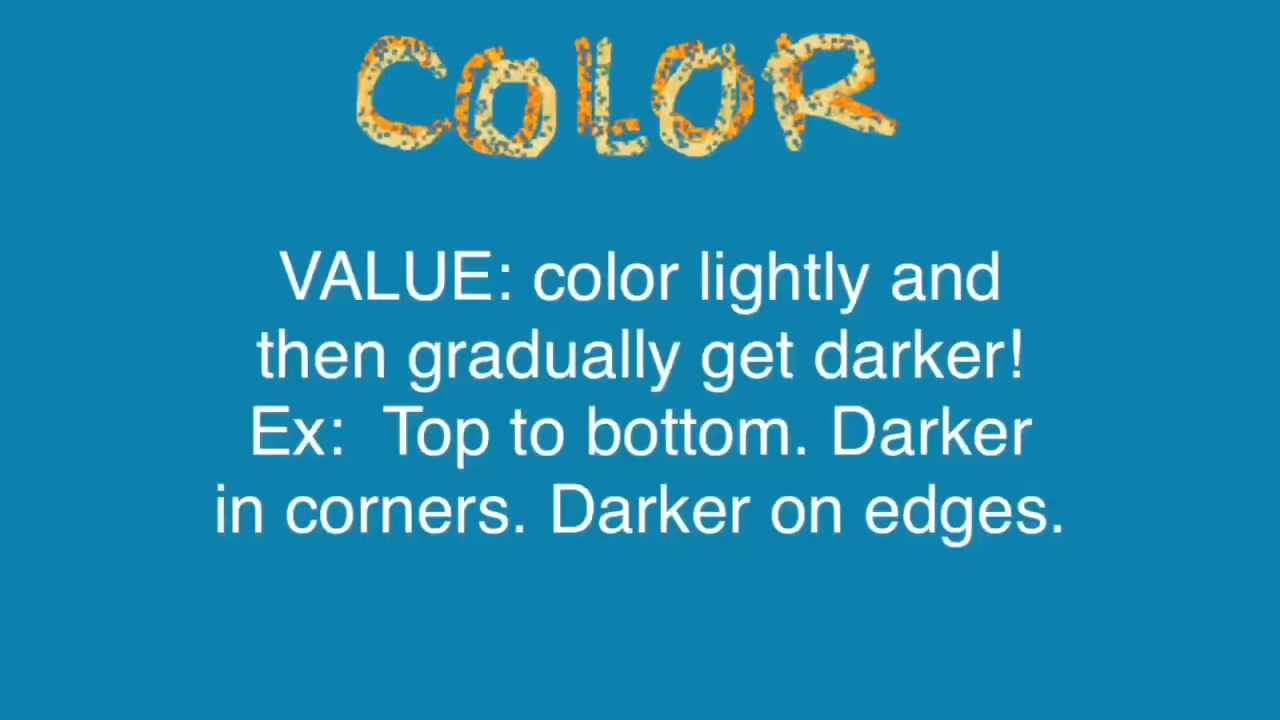 COLOR
VALUE: color lightly and
then gradually get darker!
Ex:  Top to bottom. Darker
in corners. Darker on edges.